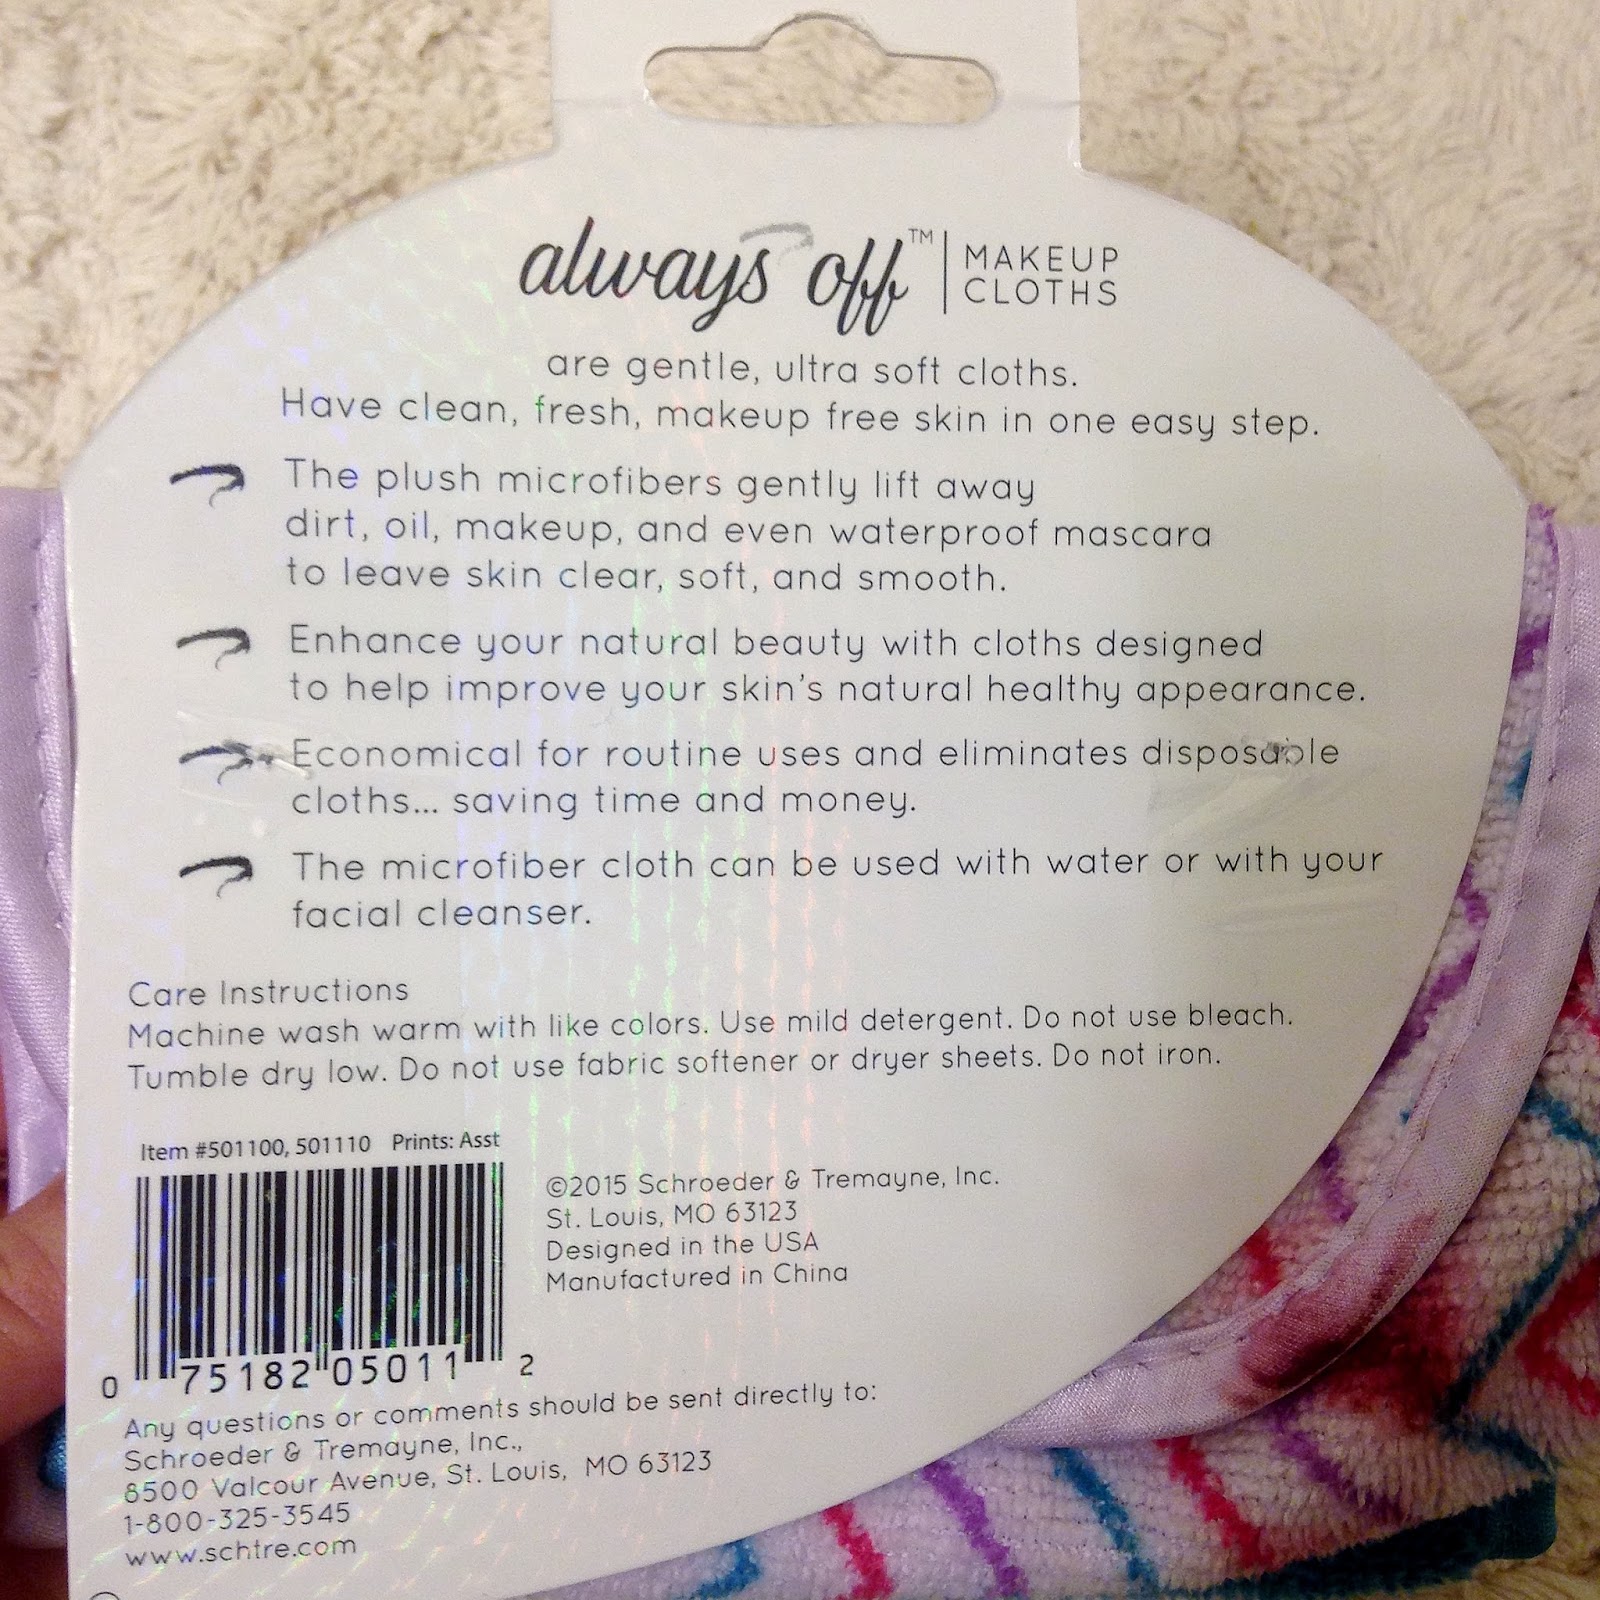 always off™ | MAKEUP CLOTHS
are gentle, ultra soft cloths.
Have clean, fresh, makeup free skin in one easy step.
The plush microfibers gently lift away
dirt, oil, makeup, and even waterproof mascara
to leave skin clear, soft, and smooth.
Enhance your natural beauty with cloths designed
to help improve your skin's natural healthy appearance.
Economical for routine uses and eliminates disposable
cloths... saving time and money.
The microfiber cloth can be used with water or with your
facial cleanser.
Care Instructions
Machine wash warm with like colors. Use mild detergent. Do not use bleach.
Tumble dry low. Do not use fabric softener or dryer sheets. Do not iron.
Item #501100, 501110 Prints: Asst
0 75182 05011 2
©2015 Schroeder & Tremayne, Inc.
St. Louis, MO 63123
Designed in the USA
Manufactured in China
Any questions or comments should be sent directly to:
Schroeder & Tremayne, Inc.,
8500 Valcour Avenue, St. Louis, MO 63123
1-800-325-3545
www.schtre.com